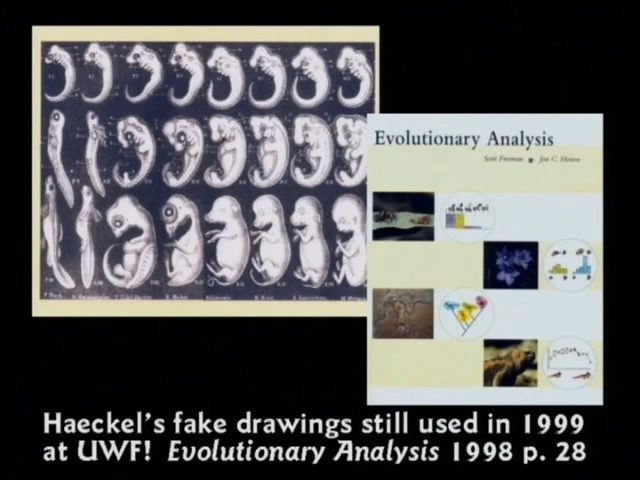 Evolutionary Analysis
Scott Freeman Jon C. Herron
Haeckel's fake drawings still used in 1999
at UWF! Evolutionary Analysis 1998 p. 28